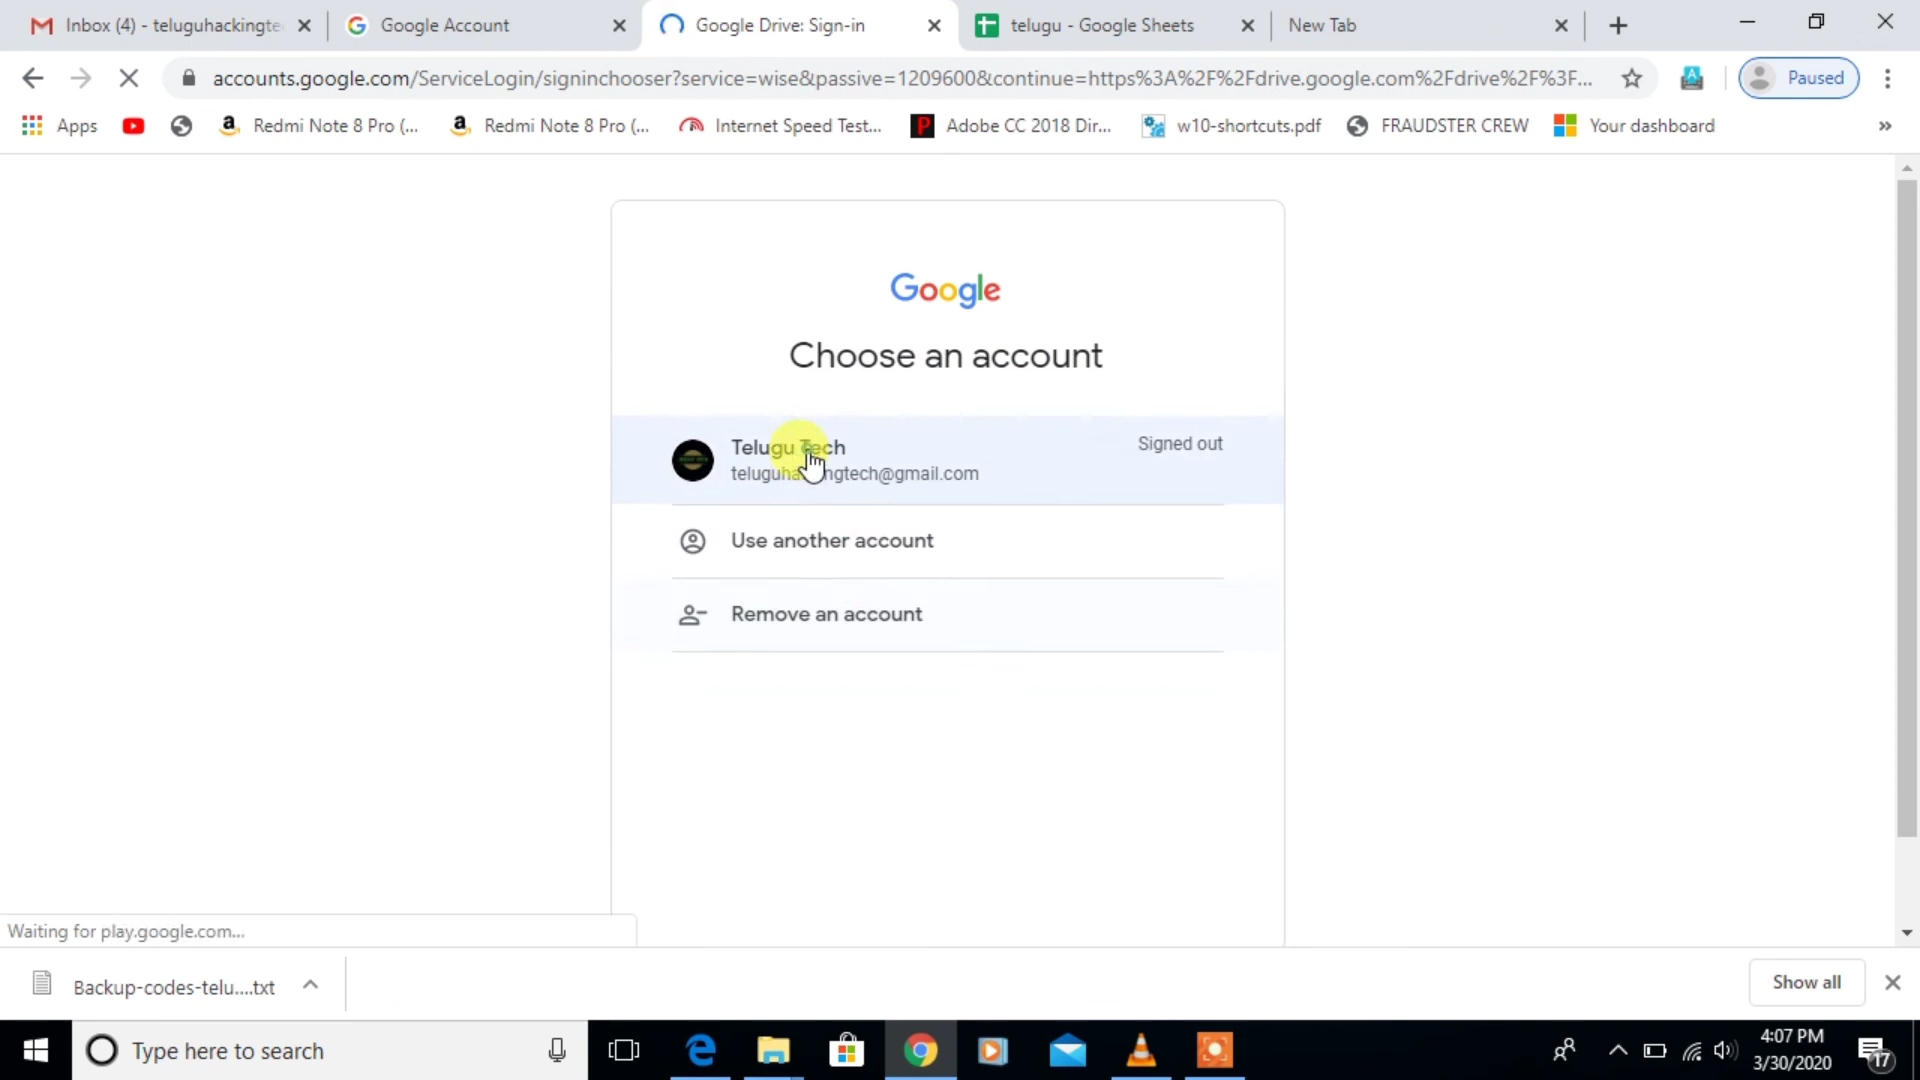 Inbox (4) - teluguhackingte
Google Account
Google Drive: Sign-in
telugu - Google Sheets
New Tab
accounts.google.com/ServiceLogin/signinchooser?service=wise&passive=1209600&continue=https%3A%2F%2Fdrive.google.com%2Fdrive%2F%3F...
Paused
Apps
Redmi Note 8 Pro (...
Redmi Note 8 Pro (...
Internet Speed Test...
Adobe CC 2018 Dir...
w10-shortcuts.pdf
FRAUDSTER CREW
Your dashboard
»
Google
Choose an account
Telugu Tech
Signed out
teluguhackingtech@gmail.com
Use another account
Remove an account
Waiting for play.google.com...
Backup-codes-telu....txt
Show all
Type here to search
4:07 PM
3/30/2020
17